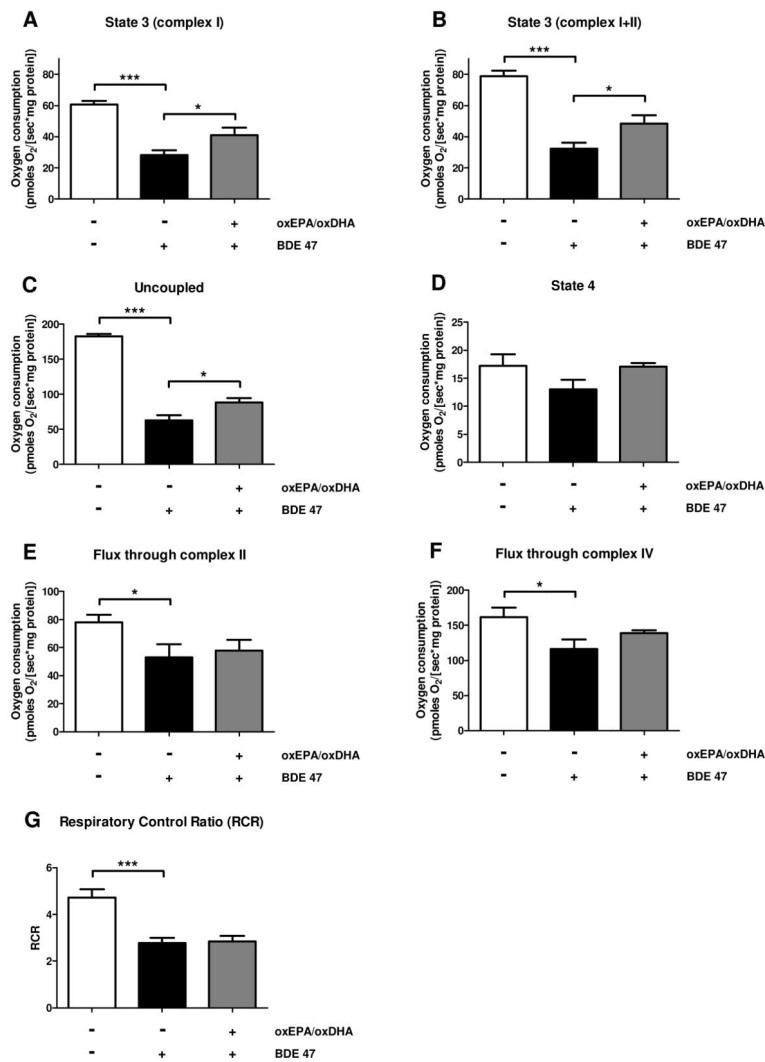 A State 3 (complex I)
Oxygen consumption
(pmoles O2/[sec*mg protein])
80
60
40
20
0
***
*
- - + oxEPA/oxDHA
- + + BDE 47
B State 3 (complex I+II)
Oxygen consumption
(pmoles O2/[sec*mg protein])
80
60
40
20
0
***
*
- - + oxEPA/oxDHA
- + + BDE 47
C Uncoupled
Oxygen consumption
(pmoles O2/[sec*mg protein])
200
150
100
50
0
***
*
- - + oxEPA/oxDHA
- + + BDE 47
D State 4
Oxygen consumption
(pmoles O2/[sec*mg protein])
25
20
15
10
5
0
- - + oxEPA/oxDHA
- + + BDE 47
E Flux through complex II
Oxygen consumption
(pmoles O2/[sec*mg protein])
100
80
60
40
20
0
*
- - + oxEPA/oxDHA
- + + BDE 47
F Flux through complex IV
Oxygen consumption
(pmoles O2/[sec*mg protein])
200
150
100
50
0
*
- - + oxEPA/oxDHA
- + + BDE 47
G Respiratory Control Ratio (RCR)
RCR
6
4
2
0
***
- - + oxEPA/oxDHA
- + + BDE 47